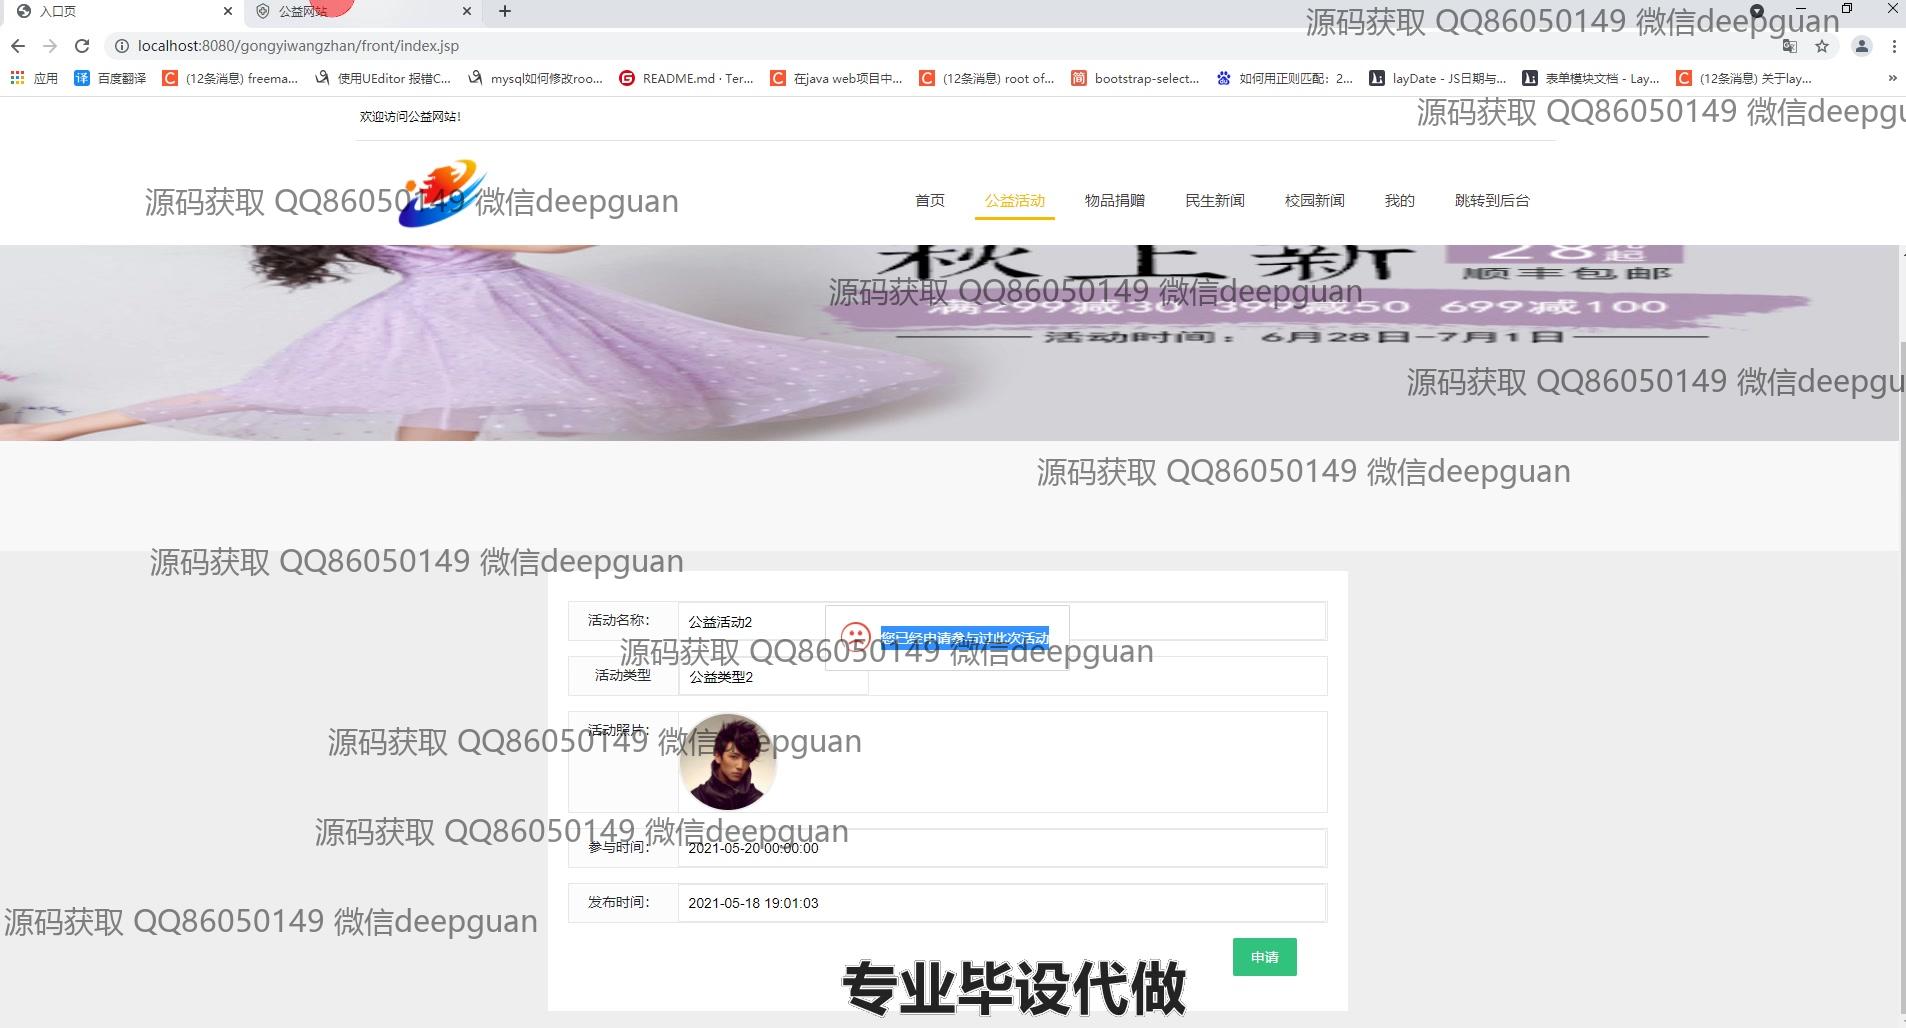 入口页
公益网站
源码获取 QQ86050149 微信deepguan
localhost:8080/gongyiwangzhan/front/index.jsp
应用
百度翻译
(12条消息) freema...
使用UEditor 报错C...
mysql如何修改roo...
README.md · Ter...
在java web项目中...
(12条消息) root of...
bootstrap-select...
如何用正则匹配：2...
layDate - JS日期与...
表单模块文档 - Lay...
(12条消息) 关于lay...
»
欢迎访问公益网站!
源码获取 QQ86050149 微信deepgu
源码获取 QQ86050149 微信deepguan
首页
公益活动
物品捐赠
民生新闻
校园新闻
我的
跳转到后台
秋上新
28元起
顺丰包邮
源码获取 QQ86050149 微信deepguan
满299减30 399减50 699减100
活动时间：6月28日-7月1日
源码获取 QQ86050149 微信deepgu
源码获取 QQ86050149 微信deepguan
源码获取 QQ86050149 微信deepguan
活动名称：
公益活动2
您已经申请参与过此次活动
源码获取 QQ86050149 微信deepguan
活动类型
公益类型2
活动照片：
源码获取 QQ86050149 微信deepguan
源码获取 QQ86050149 微信deepguan
参与时间：
2021-05-20 00:00:00
发布时间：
2021-05-18 19:01:03
源码获取 QQ86050149 微信deepguan
申请
专业毕设代做